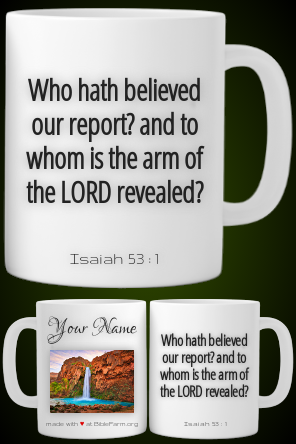 Who hath believed
our report? and to
whom is the arm of
the LORD revealed?
Isaiah 53:1
Your Name
made with ♥ at BibleFarm.org
Who hath believed
our report? and to
whom is the arm of
the LORD revealed?
Isaiah 53:1